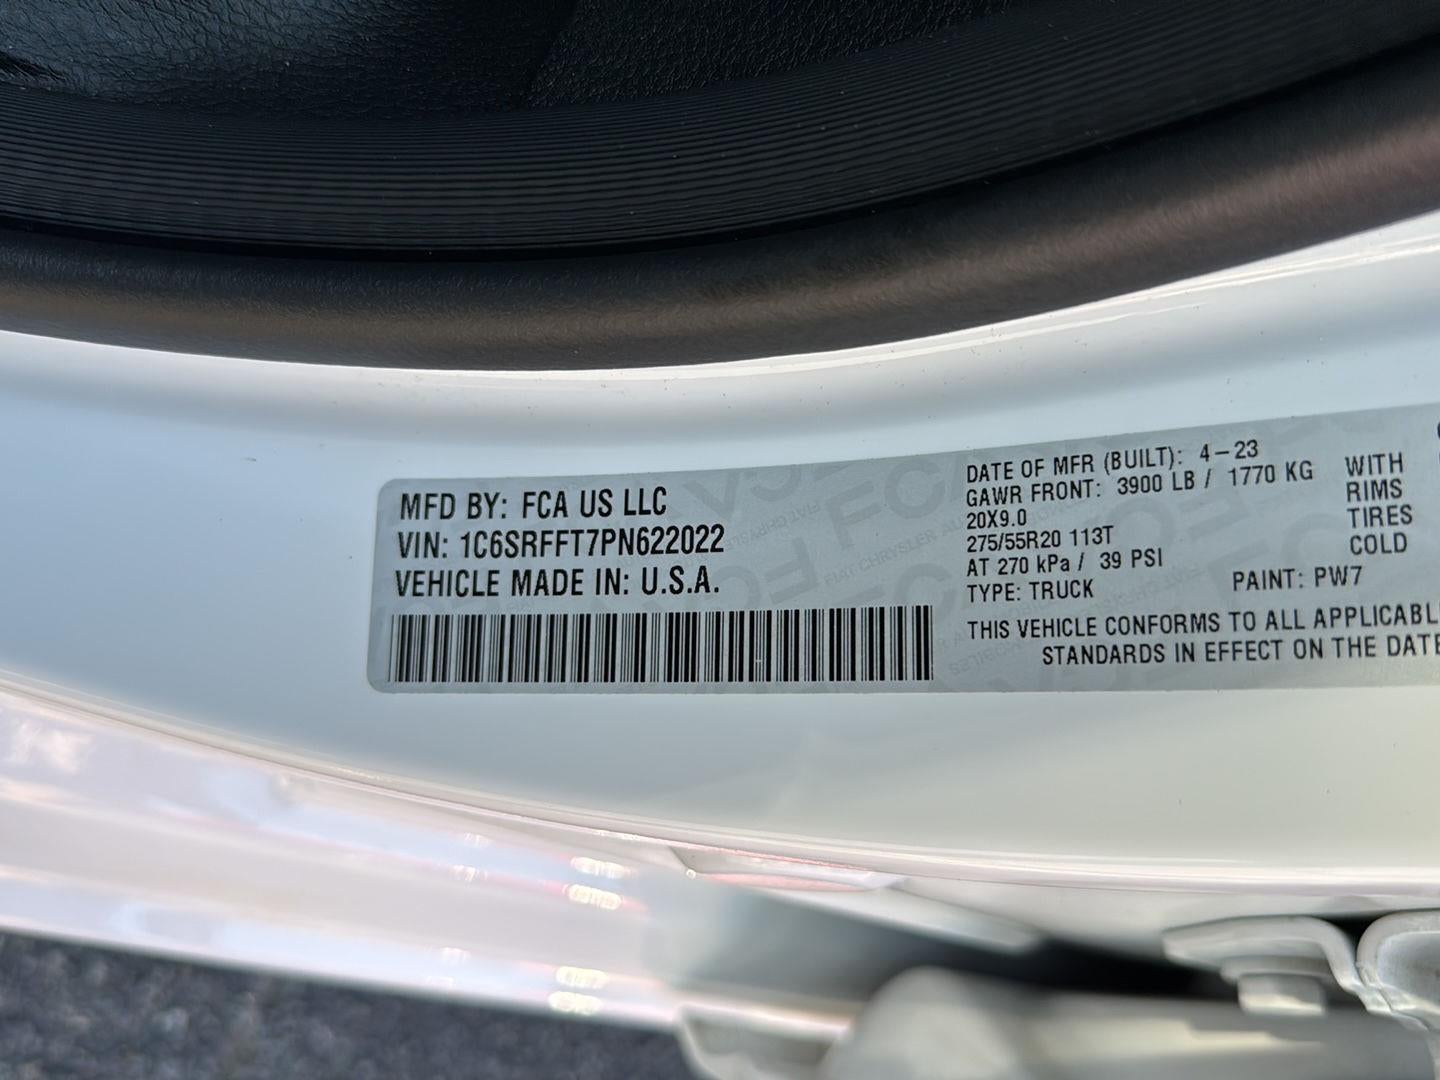 MFD BY: FCA US LLC
VIN: 1C6SRFFT7PN622022
VEHICLE MADE IN: U.S.A.
DATE OF MFR (BUILT): 4-23
GAWR FRONT: 3900 LB / 1770 KG WITH
20X9.0 RIMS
275/55R20 113T TIRES
AT 270 kPa / 39 PSI COLD
TYPE: TRUCK PAINT: PW7
THIS VEHICLE CONFORMS TO ALL APPLICABL
STANDARDS IN EFFECT ON THE DATE